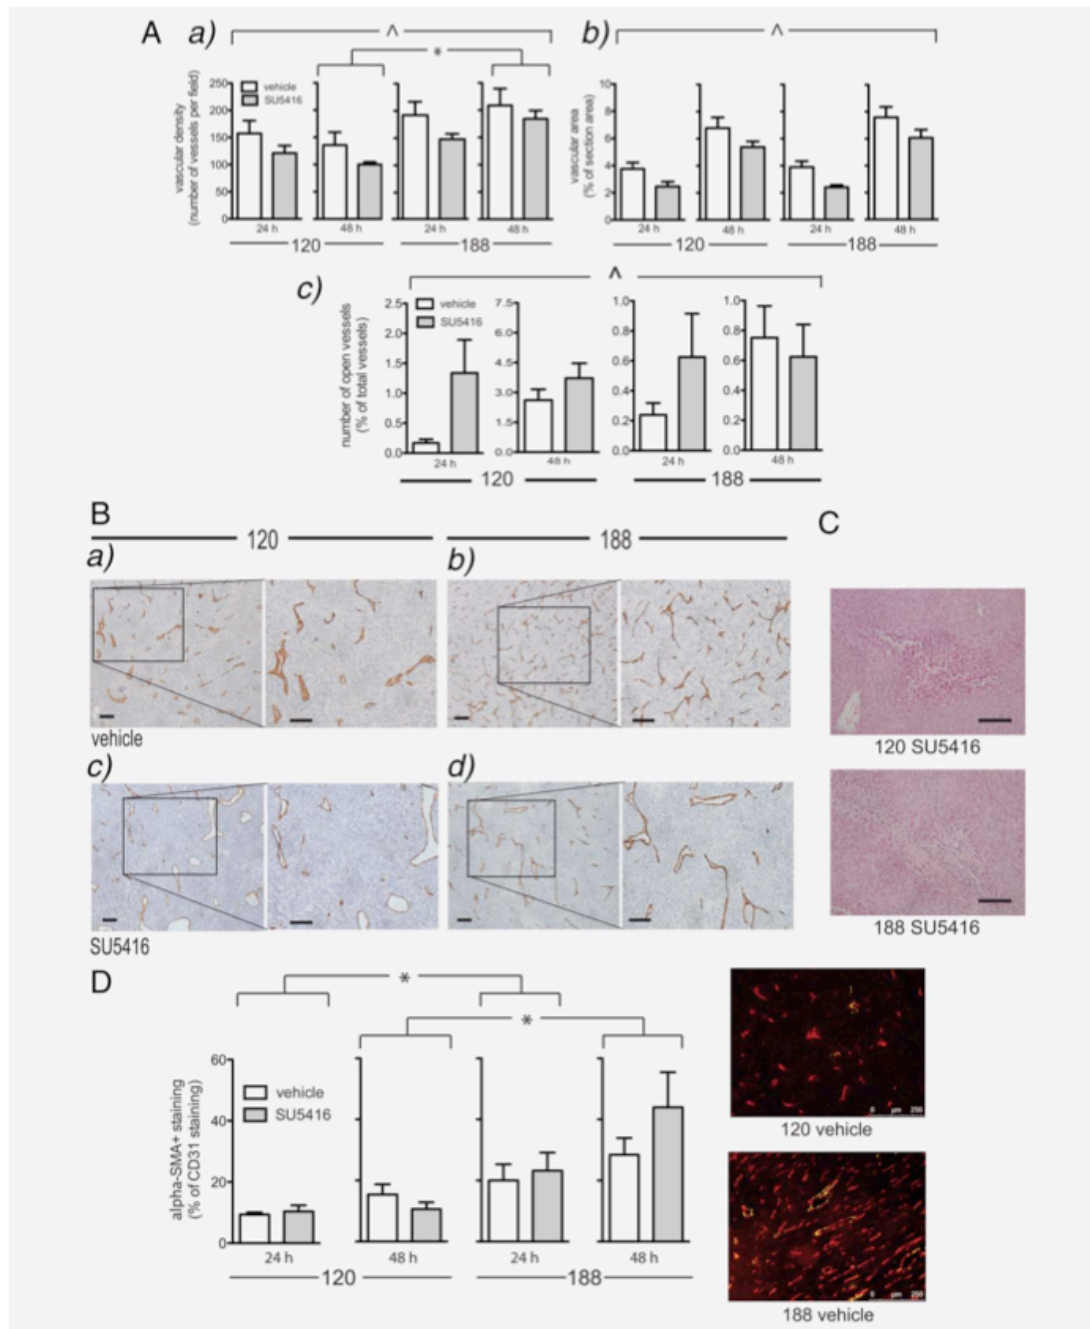 A a) ^
*
vascular density
(number of vessels per field)
250
200
150
100
50
0
vehicle
SU5416
24 h 48 h 24 h 48 h
120 188
b) ^
vascular area
(% of section area)
10
8
6
4
2
0
24 h 48 h 24 h 48 h
120 188
c) ^
number of open vessels
(% of total vessels)
2.5
2.0
1.5
1.0
0.5
0.0
vehicle
SU5416
7.5
6.0
4.5
3.0
1.5
0.0
1.0
0.8
0.6
0.4
0.2
0.0
1.0
0.8
0.6
0.4
0.2
0.0
24 h 48 h 24 h 48 h
120 188
B
120 188
a) b)
vehicle
c) d)
SU5416
C
120 SU5416
188 SU5416
D
*
*
alpha-SMA+ staining
(% of CD31 staining)
60
40
20
0
vehicle
SU5416
24 h 48 h 24 h 48 h
120 188
0 µm 250
120 vehicle
0 µm 250
188 vehicle